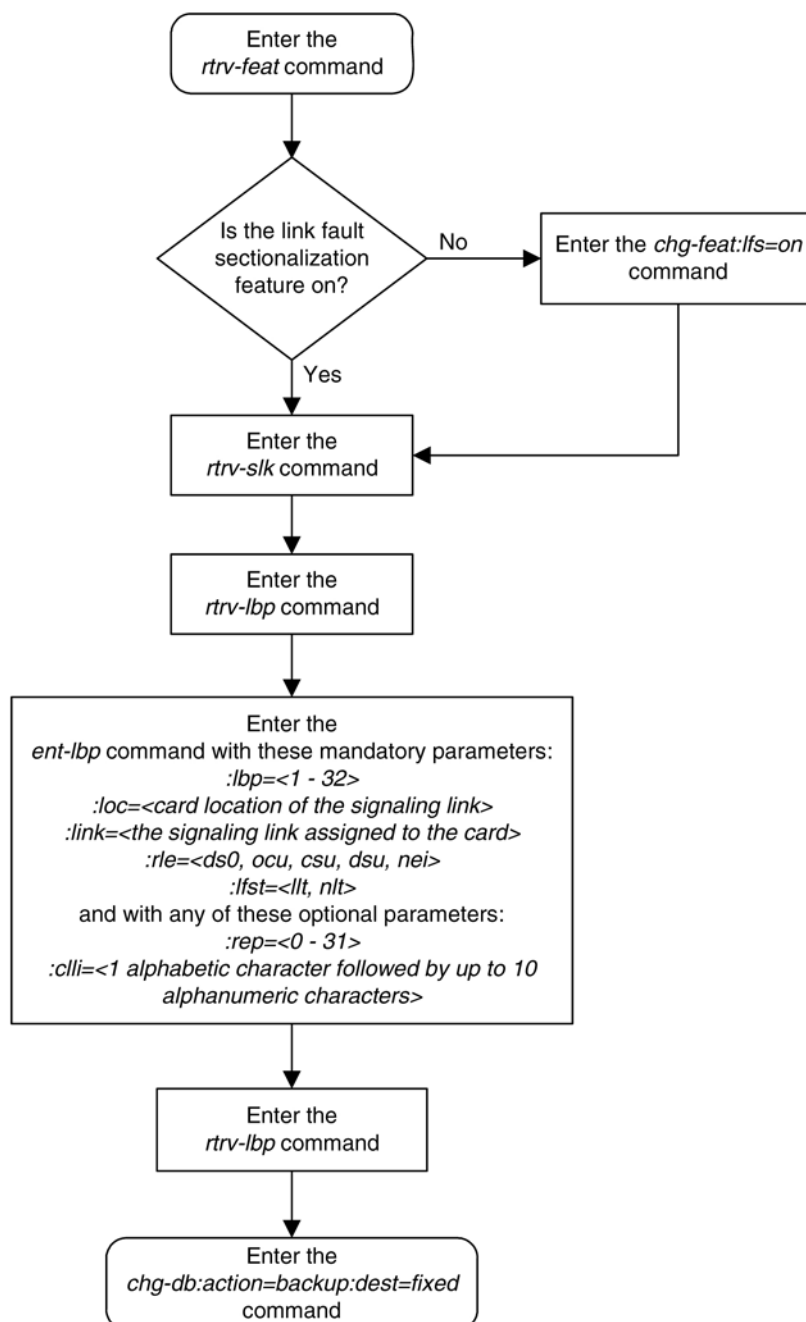 Enter the
rtrv-feat command
Is the link fault
sectionalization
feature on?
No
Enter the chg-feat:lfs=on
command
Yes
Enter the
rtrv-slk command
Enter the
rtrv-lbp command
Enter the
ent-lbp command with these mandatory parameters:
:lbp=<1 - 32>
:loc=<card location of the signaling link>
:link=<the signaling link assigned to the card>
:rle=<ds0, ocu, csu, dsu, nei>
:lfst=<llt, nlt>
and with any of these optional parameters:
:rep=<0 - 31>
:clli=<1 alphabetic character followed by up to 10
alphanumeric characters>
Enter the
rtrv-lbp command
Enter the
chg-db:action=backup:dest=fixed
command